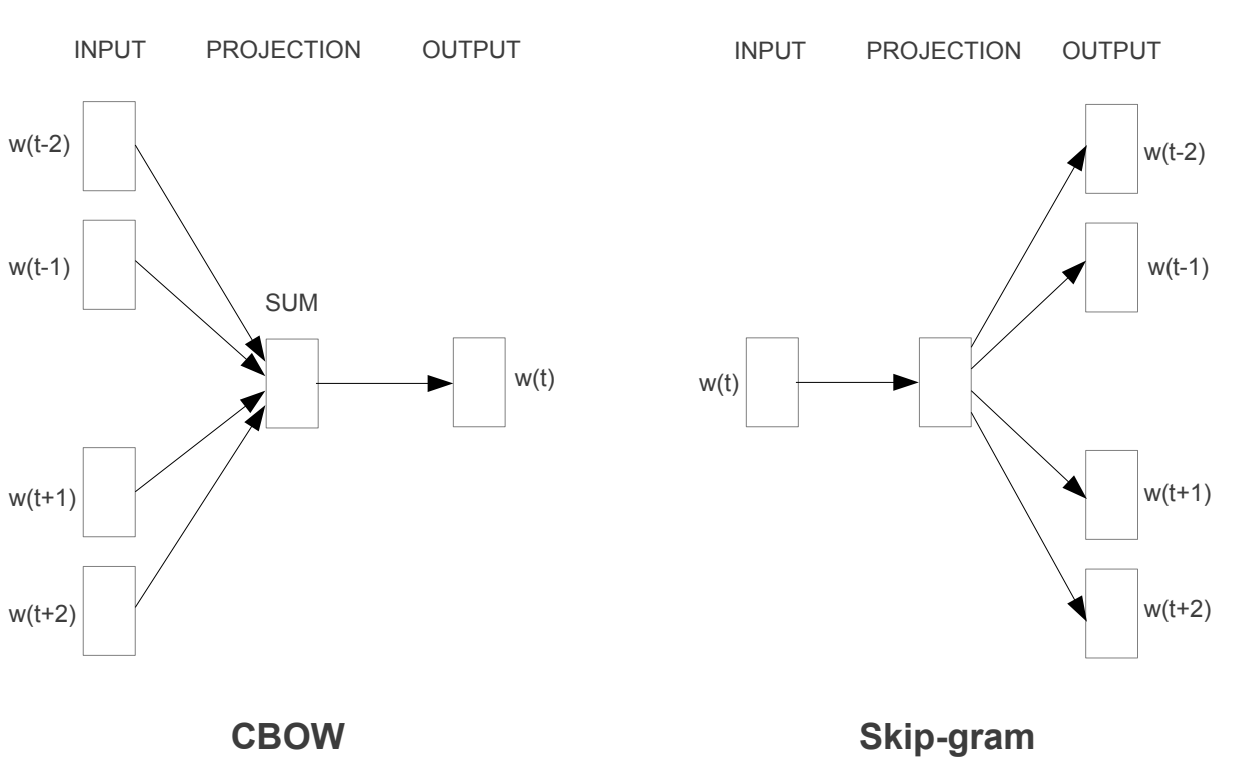 INPUT PROJECTION OUTPUT
w(t-2)
w(t-1)
SUM
w(t)
w(t+1)
w(t+2)
CBOW
INPUT PROJECTION OUTPUT
w(t-2)
w(t-1)
w(t)
w(t+1)
w(t+2)
Skip-gram